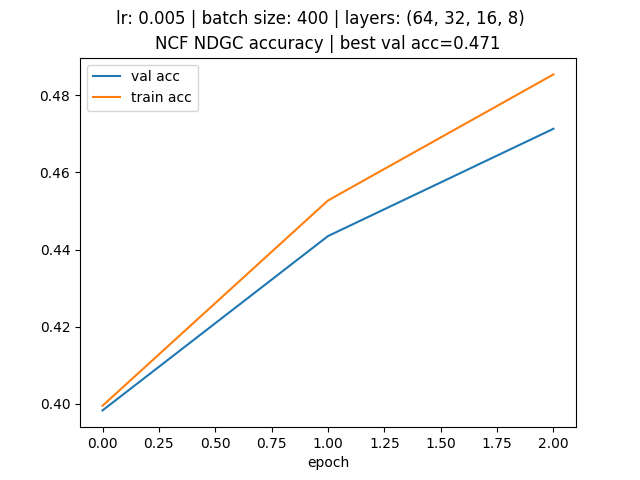 lr: 0.005 | batch size: 400 | layers: (64, 32, 16, 8)
NCF NDGC accuracy | best val acc=0.471
val acc
train acc
0.48
0.46
0.44
0.42
0.40
0.00 0.25 0.50 0.75 1.00 1.25 1.50 1.75 2.00
epoch